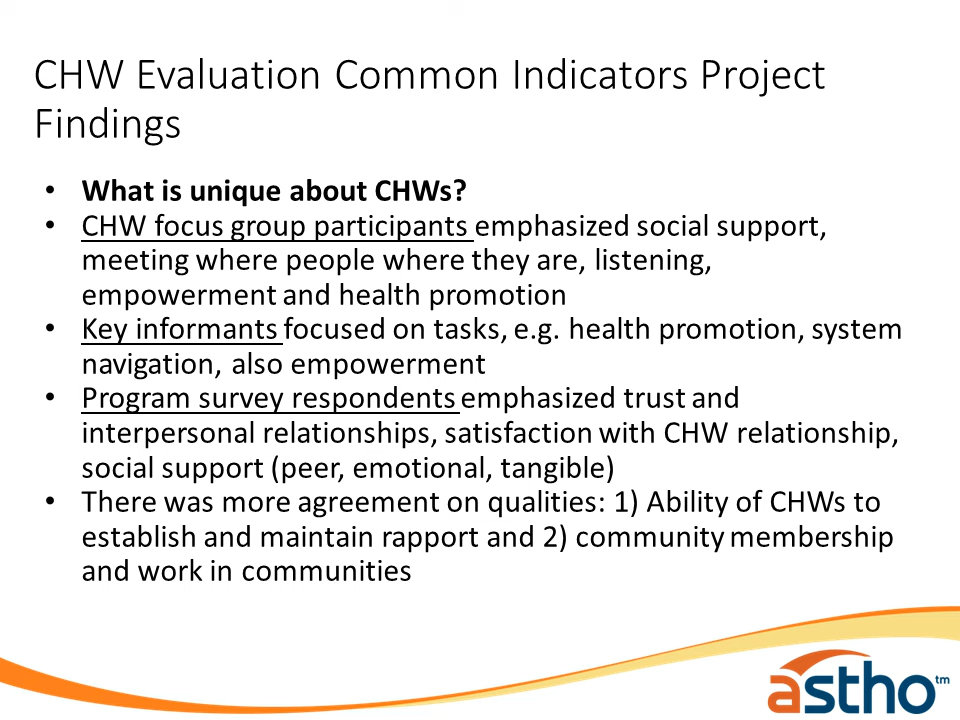 CHW Evaluation Common Indicators Project
Findings
• What is unique about CHWs?
• CHW focus group participants emphasized social support,
meeting where people where they are, listening,
empowerment and health promotion
• Key informants focused on tasks, e.g. health promotion, system
navigation, also empowerment
• Program survey respondents emphasized trust and
interpersonal relationships, satisfaction with CHW relationship,
social support (peer, emotional, tangible)
• There was more agreement on qualities: 1) Ability of CHWs to
establish and maintain rapport and 2) community membership
and work in communities
astho™